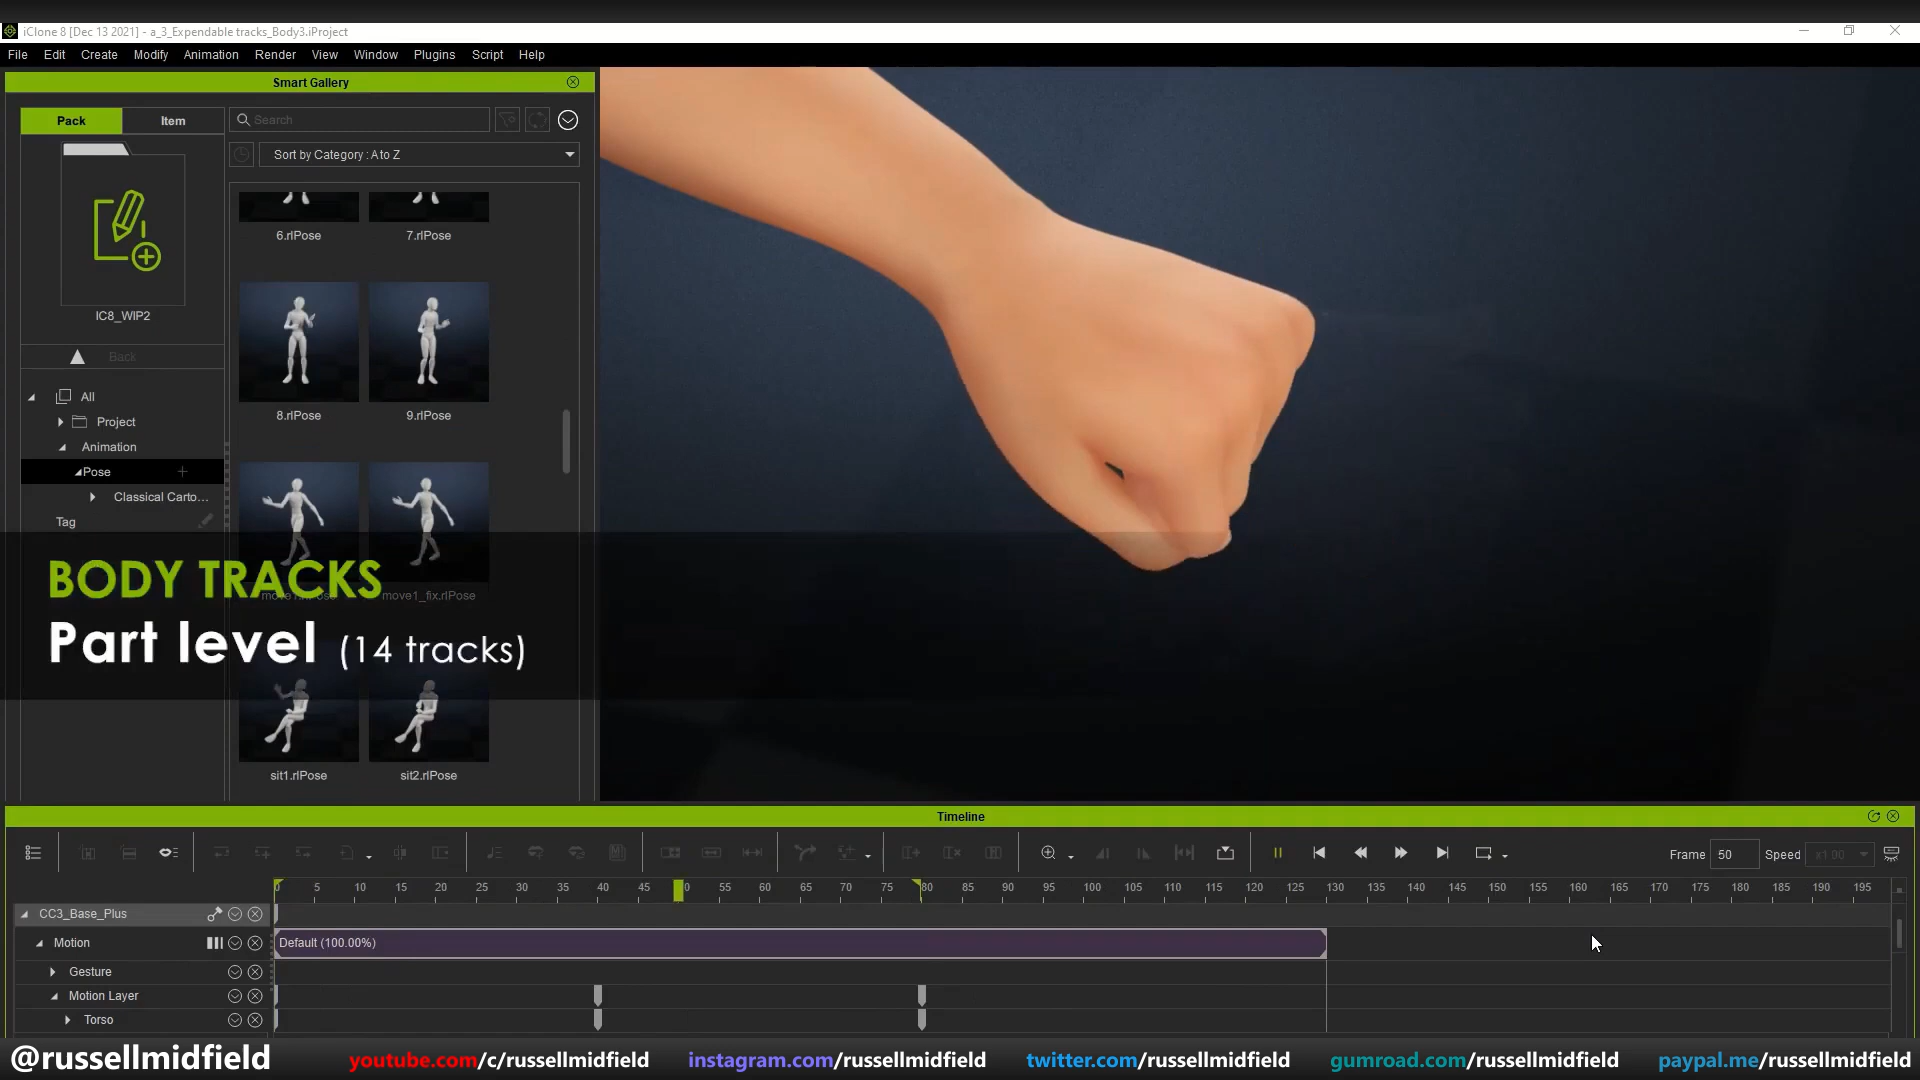 iClone 8 [Dec 13 2021] - a_3_Expendable tracks_Body3.iProject
File Edit Create Modify Animation Render View Window Plugins Script Help
Smart Gallery
Pack Item
Search
Sort by Category : A to Z
IC8_WIP2
Back
All
Project
Animation
Pose
Classical Carto...
Tag
6.rlPose 7.rlPose
8.rlPose 9.rlPose
move1_fix.rlPose
BODY TRACKS
Part level (14 tracks)
sit1.rlPose sit2.rlPose
Timeline
Frame 50 Speed x1.00
0 5 10 15 20 25 30 35 40 45 50 55 60 65 70 75 80 85 90 95 100 105 110 115 120 125 130 135 140 145 150 155 160 165 170 175 180 185 190 195
CC3_Base_Plus
Motion Default (100.00%)
Gesture
Motion Layer
Torso
@russellmidfield youtube.com/c/russellmidfield instagram.com/russellmidfield twitter.com/russellmidfield gumroad.com/russellmidfield paypal.me/russellmidfield